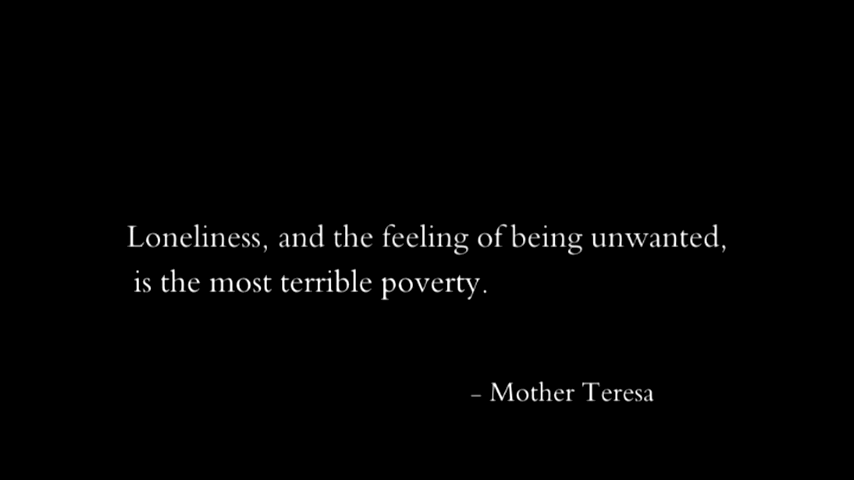 Loneliness, and the feeling of being unwanted,
is the most terrible poverty.
– Mother Teresa